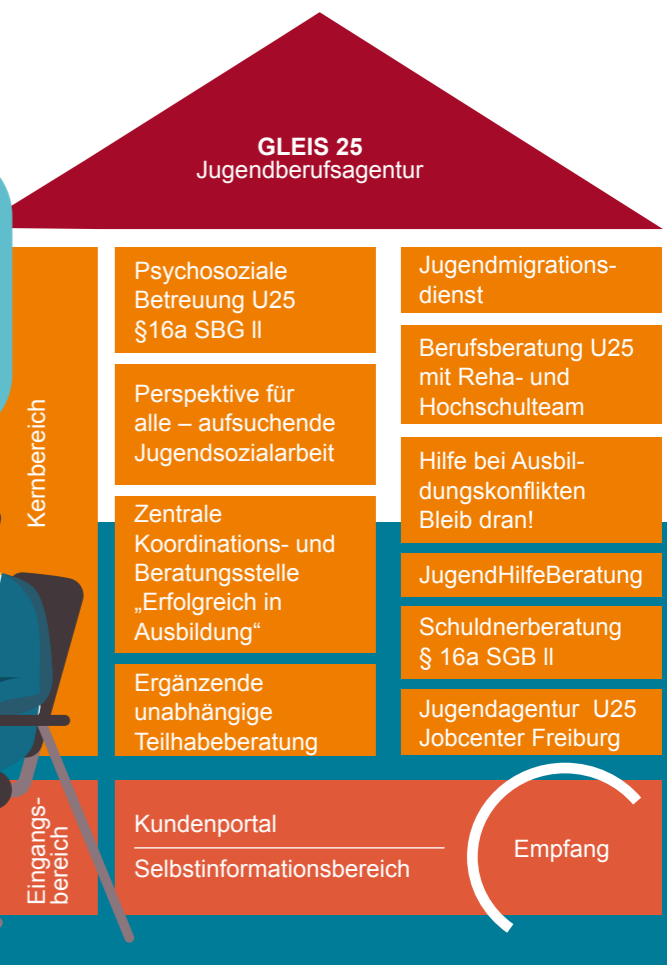 GLEIS 25
Jugendberufsagentur
Kernbereich
Psychosoziale
Betreuung U25
§16a SBG ll
Perspektive für
alle – aufsuchende
Jugendsozialarbeit
Zentrale
Koordinations- und
Beratungsstelle
„Erfolgreich in
Ausbildung“
Ergänzende
unabhängige
Teilhabeberatung
Jugendmigrations-
dienst
Berufsberatung U25
mit Reha- und
Hochschulteam
Hilfe bei Ausbil-
dungskonflikten
Bleib dran!
JugendHilfeBeratung
Schuldnerberatung
§ 16a SGB ll
Jugendagentur U25
Jobcenter Freiburg
Eingangs-
bereich
Kundenportal
Selbstinformationsbereich
Empfang